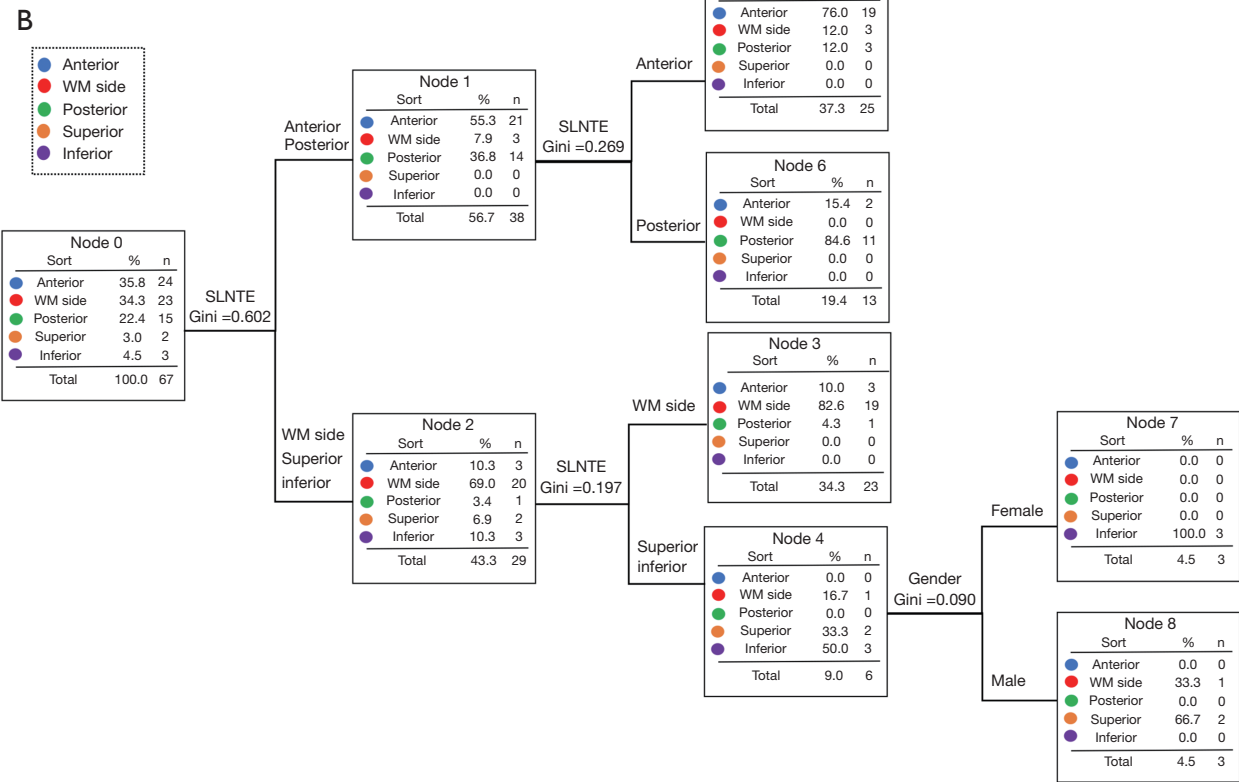 B
Anterior
WM side
Posterior
Superior
Inferior
Node 0
Sort % n
Anterior 35.8 24
WM side 34.3 23
Posterior 22.4 15
Superior 3.0 2
Inferior 4.5 3
Total 100.0 67
SLNTE
Gini =0.602
Anterior
Posterior
Node 1
Sort % n
Anterior 55.3 21
WM side 7.9 3
Posterior 36.8 14
Superior 0.0 0
Inferior 0.0 0
Total 56.7 38
SLNTE
Gini =0.269
Anterior
Anterior 76.0 19
WM side 12.0 3
Posterior 12.0 3
Superior 0.0 0
Inferior 0.0 0
Total 37.3 25
Posterior
Node 6
Sort % n
Anterior 15.4 2
WM side 0.0 0
Posterior 84.6 11
Superior 0.0 0
Inferior 0.0 0
Total 19.4 13
WM side
Superior
inferior
Node 2
Sort % n
Anterior 10.3 3
WM side 69.0 20
Posterior 3.4 1
Superior 6.9 2
Inferior 10.3 3
Total 43.3 29
SLNTE
Gini =0.197
WM side
Node 3
Sort % n
Anterior 10.0 3
WM side 82.6 19
Posterior 4.3 1
Superior 0.0 0
Inferior 0.0 0
Total 34.3 23
Superior
inferior
Node 4
Sort % n
Anterior 0.0 0
WM side 16.7 1
Posterior 0.0 0
Superior 33.3 2
Inferior 50.0 3
Total 9.0 6
Gender
Gini =0.090
Female
Node 7
Sort % n
Anterior 0.0 0
WM side 0.0 0
Posterior 0.0 0
Superior 0.0 0
Inferior 100.0 3
Total 4.5 3
Male
Node 8
Sort % n
Anterior 0.0 0
WM side 33.3 1
Posterior 0.0 0
Superior 66.7 2
Inferior 0.0 0
Total 4.5 3